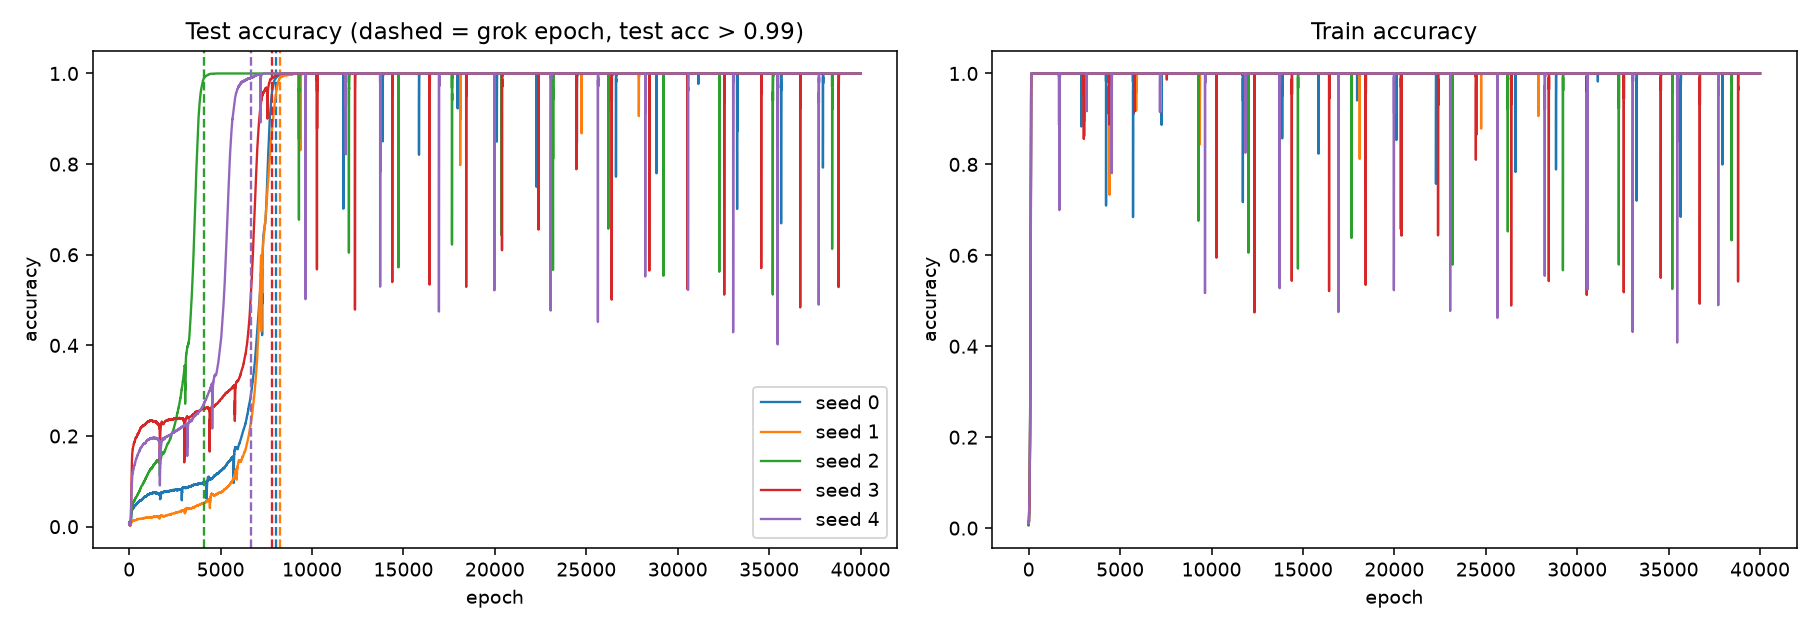 Test accuracy (dashed = grok epoch, test acc > 0.99)
accuracy
1.0
0.8
0.6
0.4
0.2
0.0
seed 0
seed 1
seed 2
seed 3
seed 4
0 5000 10000 15000 20000 25000 30000 35000 40000
epoch
Train accuracy
accuracy
1.0
0.8
0.6
0.4
0.2
0.0
0 5000 10000 15000 20000 25000 30000 35000 40000
epoch